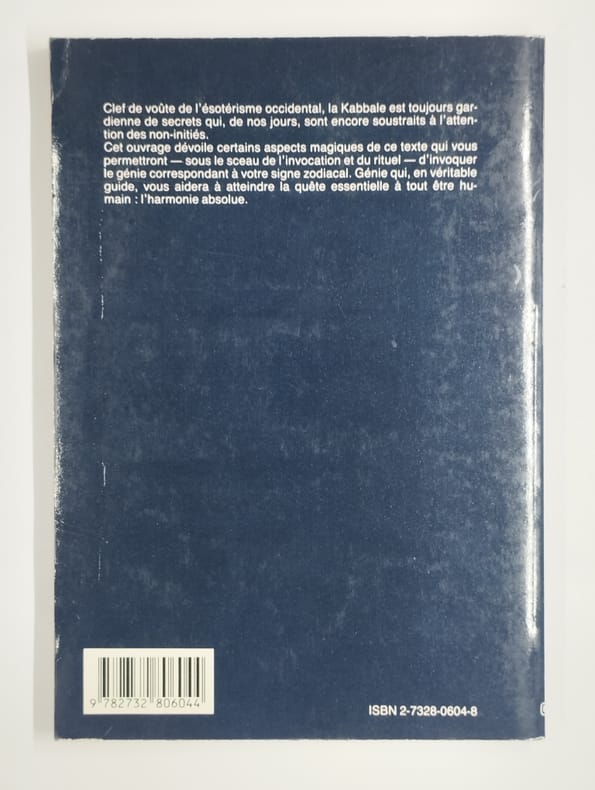 Clef de voûte de l'ésotérisme occidental, la Kabbale est toujours gar-
dienne de secrets qui, de nos jours, sont encore soustraits à l'atten-
tion des non-initiés.
Cet ouvrage dévoile certains aspects magiques de ce texte qui vous
permettront — sous le sceau de l'invocation et du rituel — d'invoquer
le génie correspondant à votre signe zodiacal. Génie qui, en véritable
guide, vous aidera à atteindre la quête essentielle à tout être hu-
main : l'harmonie absolue.
9 782732 806044
ISBN 2-7328-0604-8